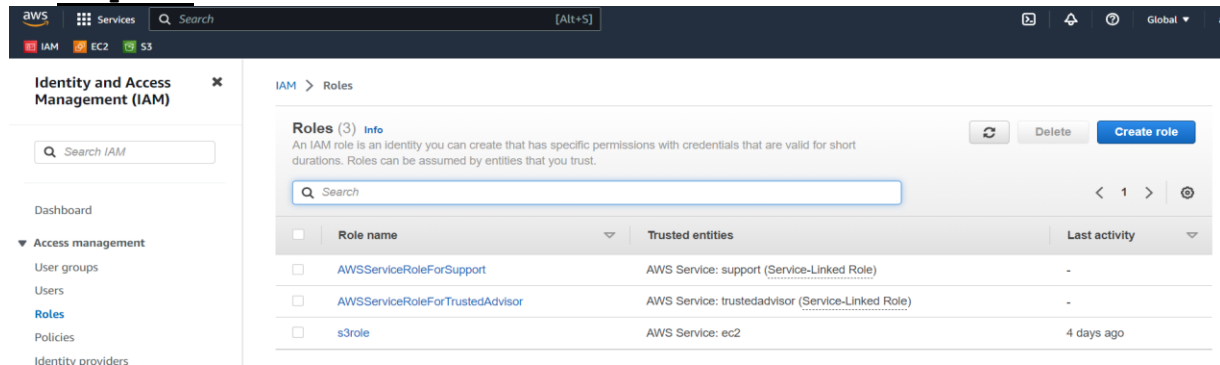 aws Services Search [Alt+S] Global
IAM EC2 S3
Identity and Access Management (IAM)
Search IAM
Dashboard
Access management
User groups
Users
Roles
Policies
Identity providers
IAM > Roles
Roles (3) Info
An IAM role is an identity you can create that has specific permissions with credentials that are valid for short
durations. Roles can be assumed by entities that you trust.
Delete Create role
Search
1
Role name Trusted entities Last activity
AWSServiceRoleForSupport AWS Service: support (Service-Linked Role) -
AWSServiceRoleForTrustedAdvisor AWS Service: trustedadvisor (Service-Linked Role) -
s3role AWS Service: ec2 4 days ago